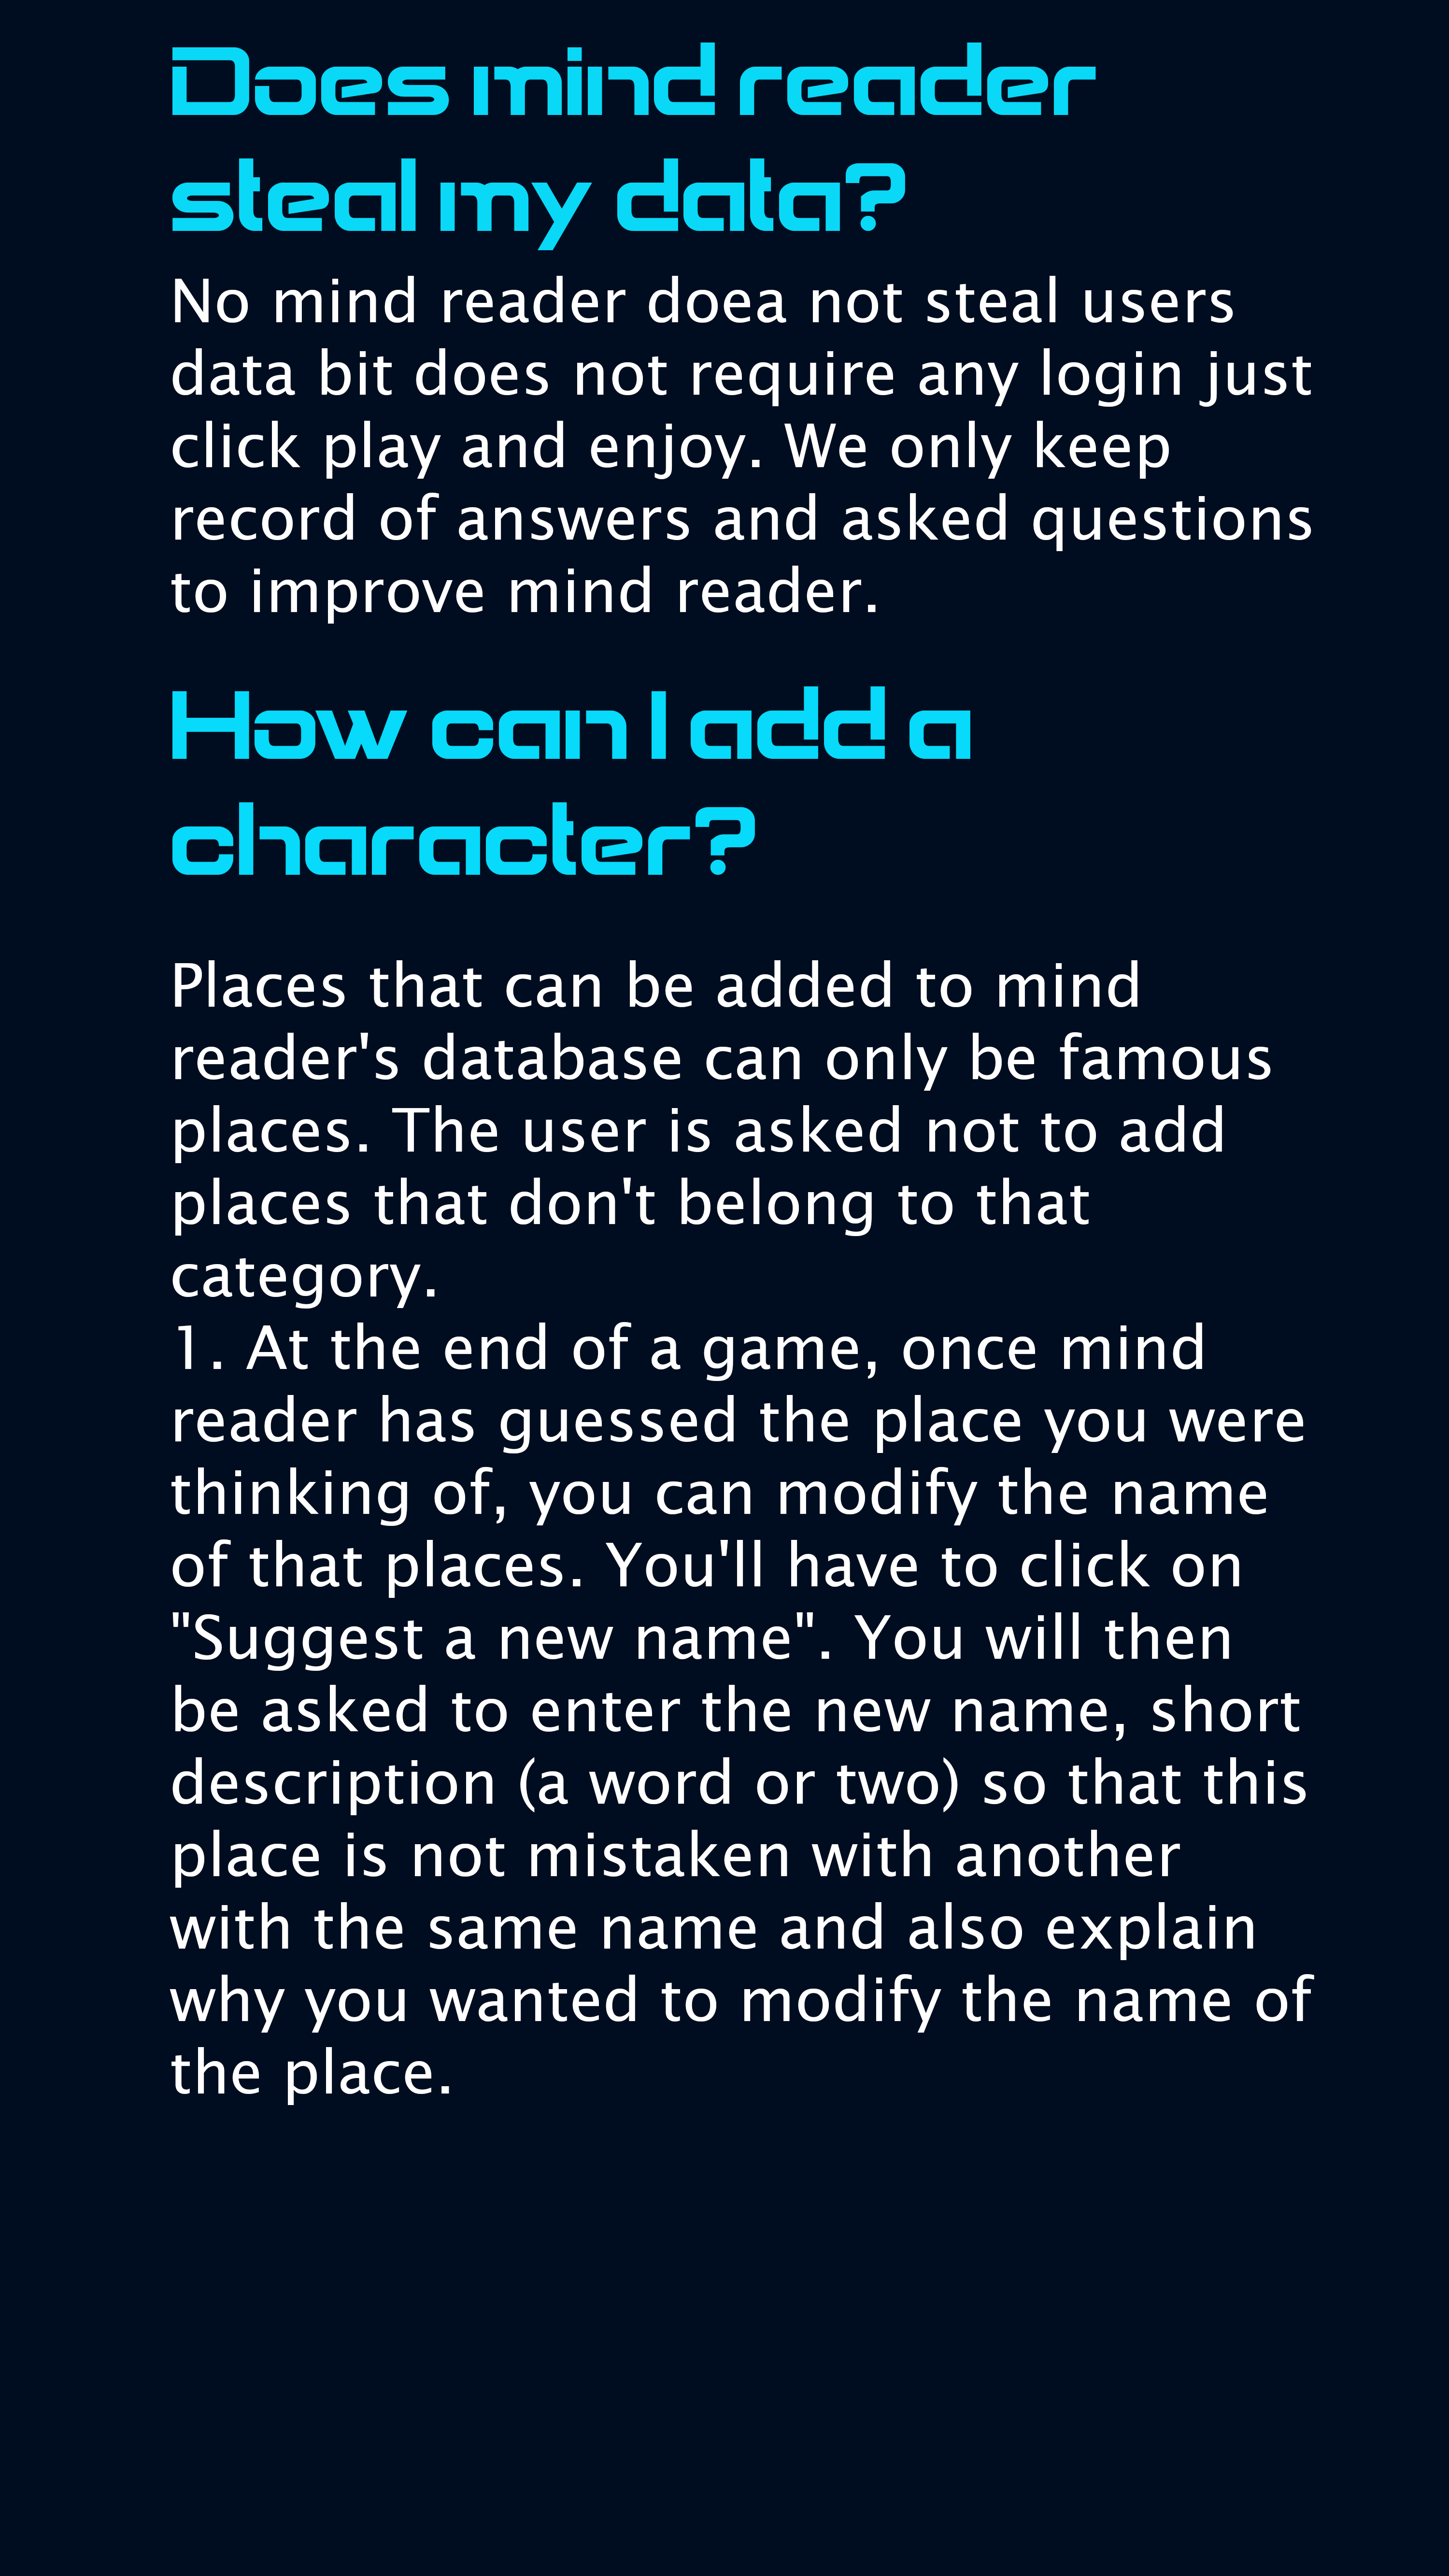 Does mind reader
steal my data?
No mind reader doea not steal users
data bit does not require any login just
click play and enjoy. We only keep
record of answers and asked questions
to improve mind reader.
How can I add a
character?
Places that can be added to mind
reader's database can only be famous
places. The user is asked not to add
places that don't belong to that
category.
1. At the end of a game, once mind
reader has guessed the place you were
thinking of, you can modify the name
of that places. You'll have to click on
"Suggest a new name". You will then
be asked to enter the new name, short
description (a word or two) so that this
place is not mistaken with another
with the same name and also explain
why you wanted to modify the name of
the place.